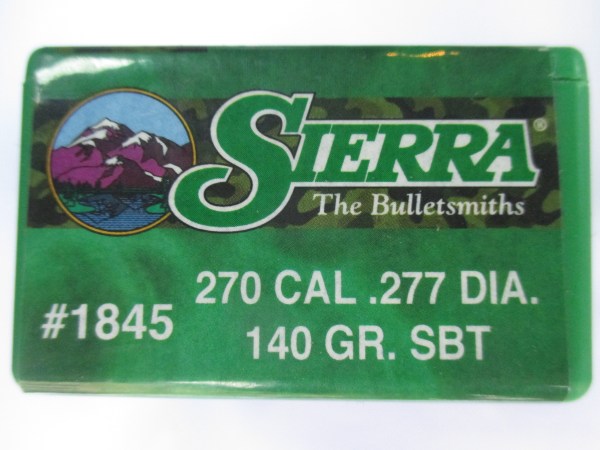 SIERRA®
The Bulletsmiths
270 CAL .277 DIA.
#1845
140 GR. SBT